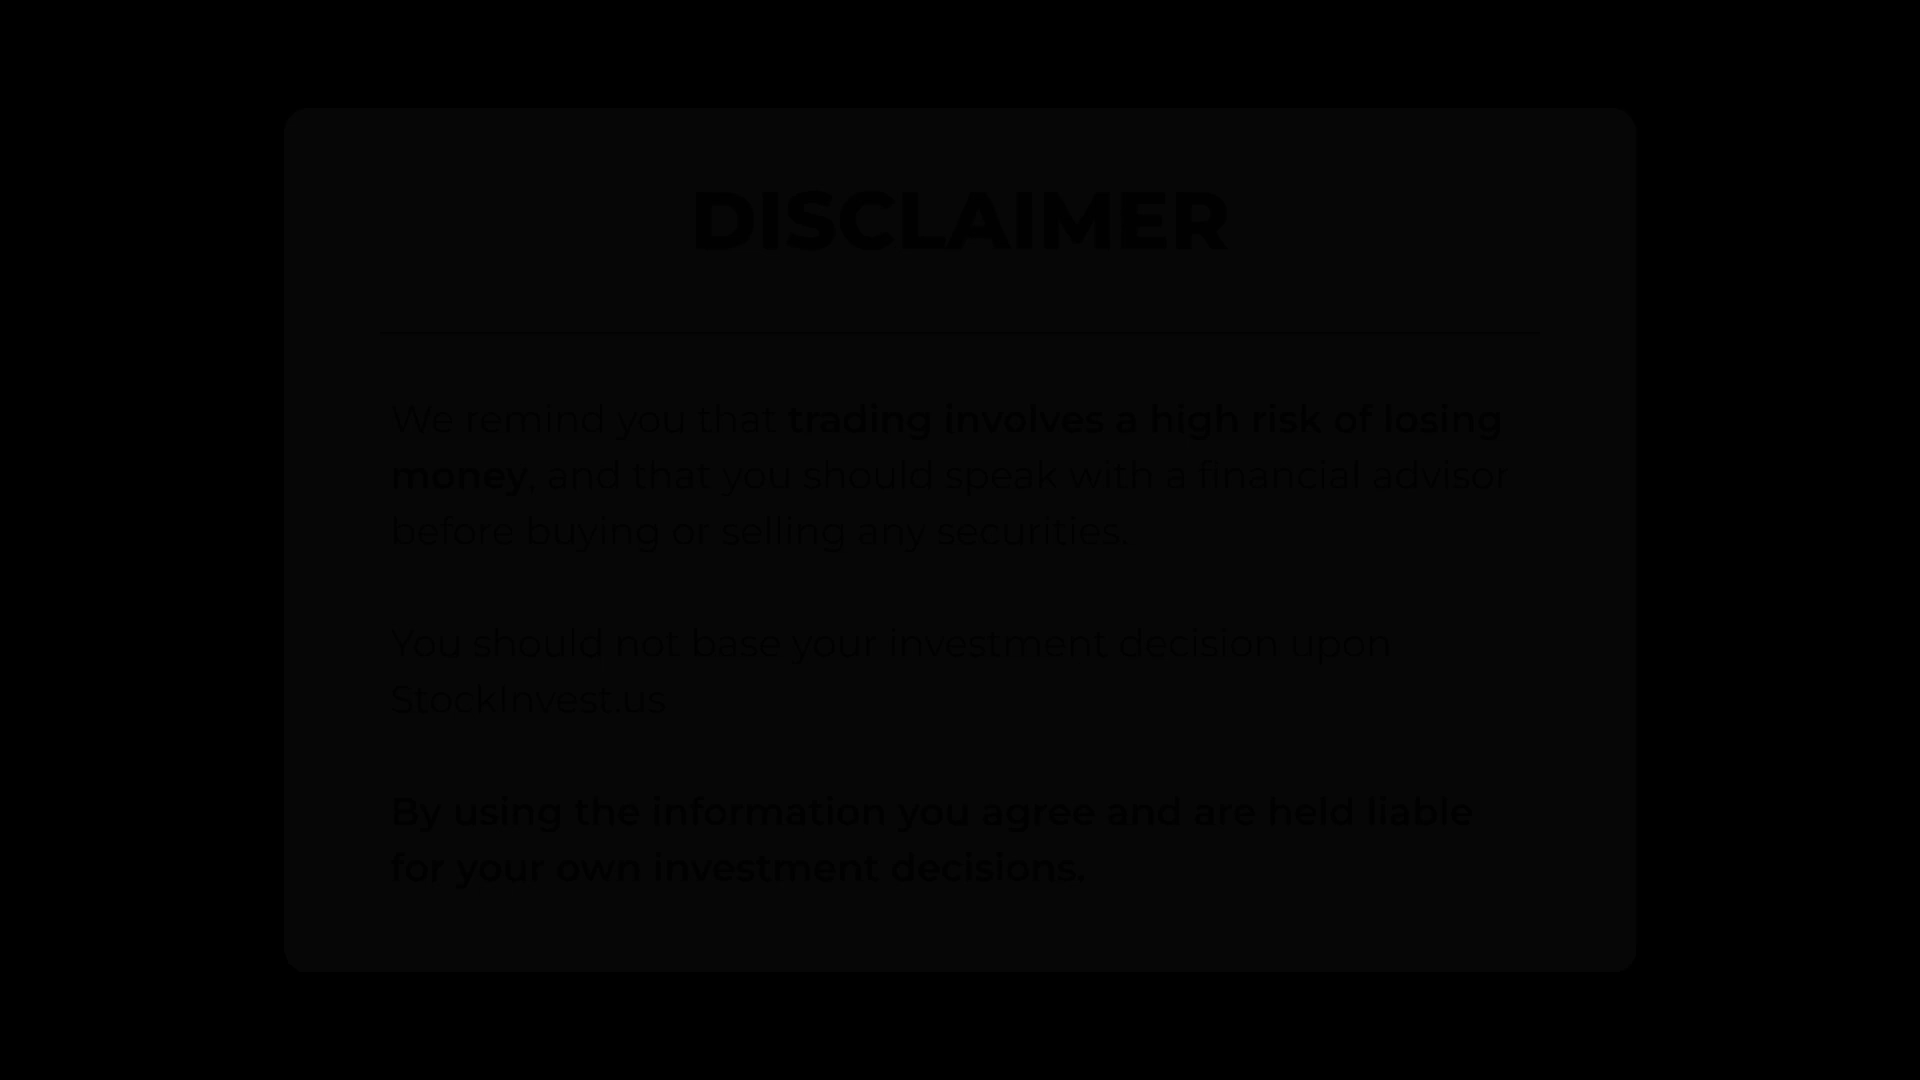 DISCLAIMER
We remind you that trading involves a high risk of losing
money, and that you should speak with a financial advisor
before buying or selling any securities.
You should not base your investment decision upon
StockInvest.us
By using the information you agree and are held liable
for your own investment decisions.